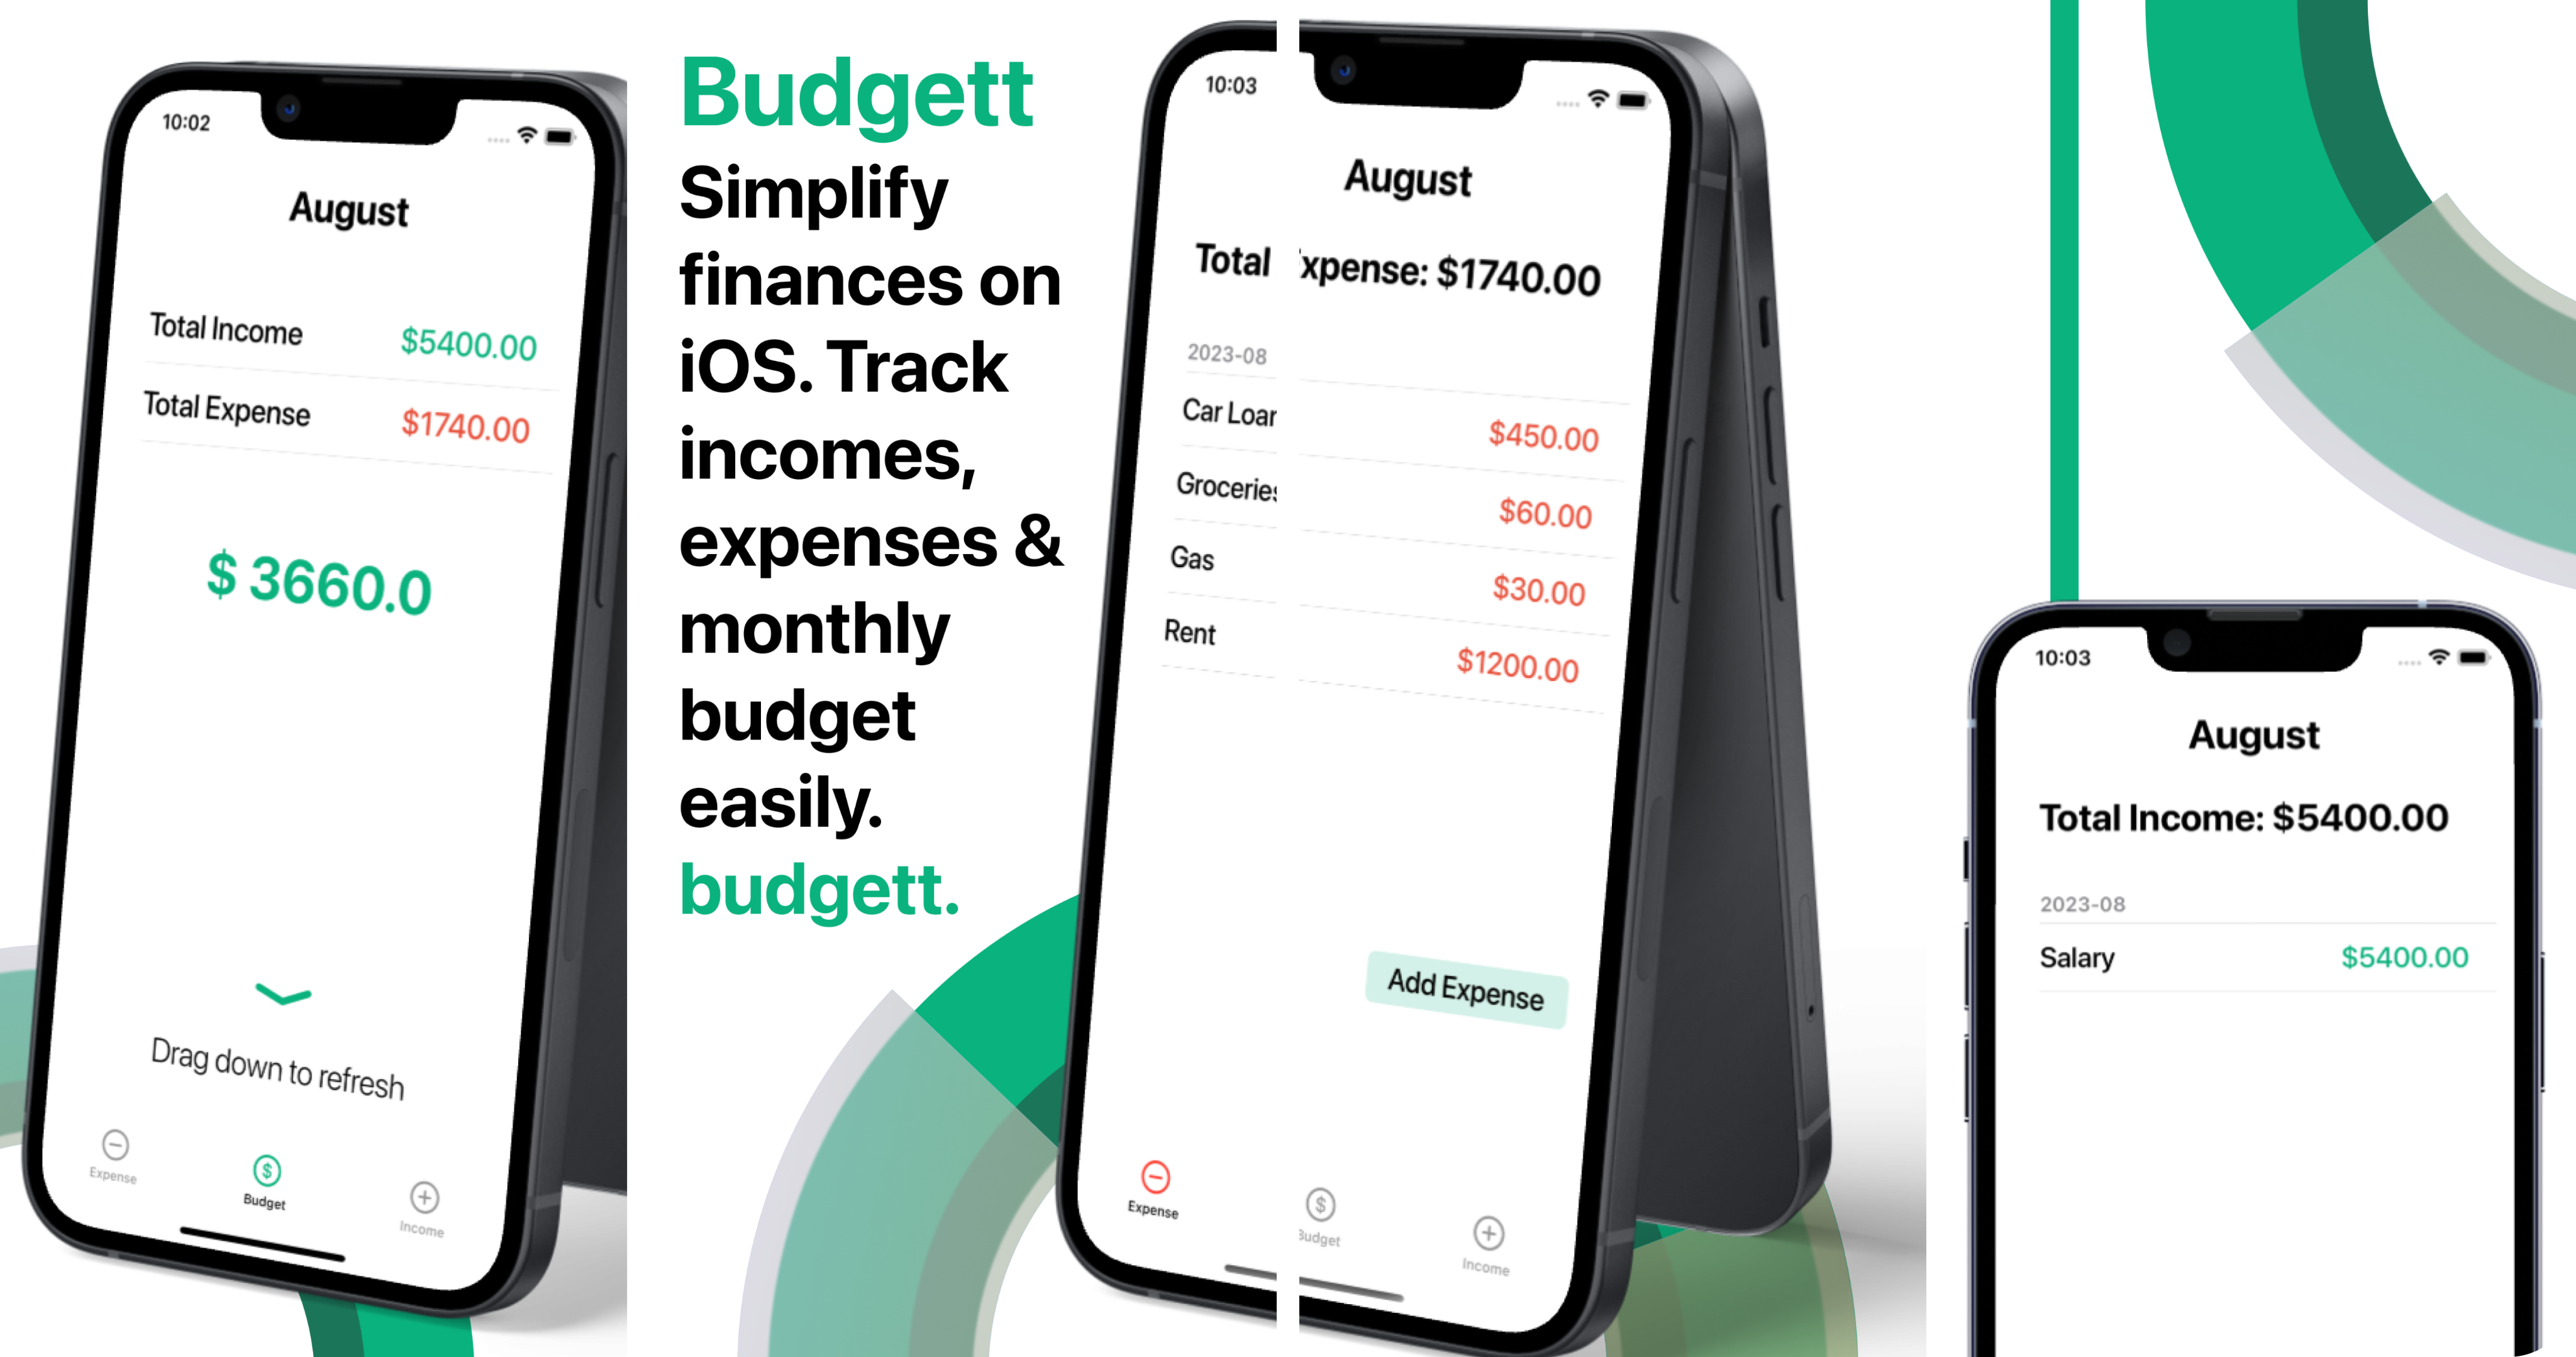 10:02
August
Total Income $5400.00
Total Expense $1740.00
$ 3660.0
Drag down to refresh
Expense
Budget
Income
Budgett
Simplify
finances on
iOS. Track
incomes,
expenses &
monthly
budget
easily.
budgett.
10:03
August
Total Expense: $1740.00
2023-08
Car Loan $450.00
Groceries $60.00
Gas $30.00
Rent $1200.00
Add Expense
Expense
Budget
Income
10:03
August
Total Income: $5400.00
2023-08
Salary $5400.00